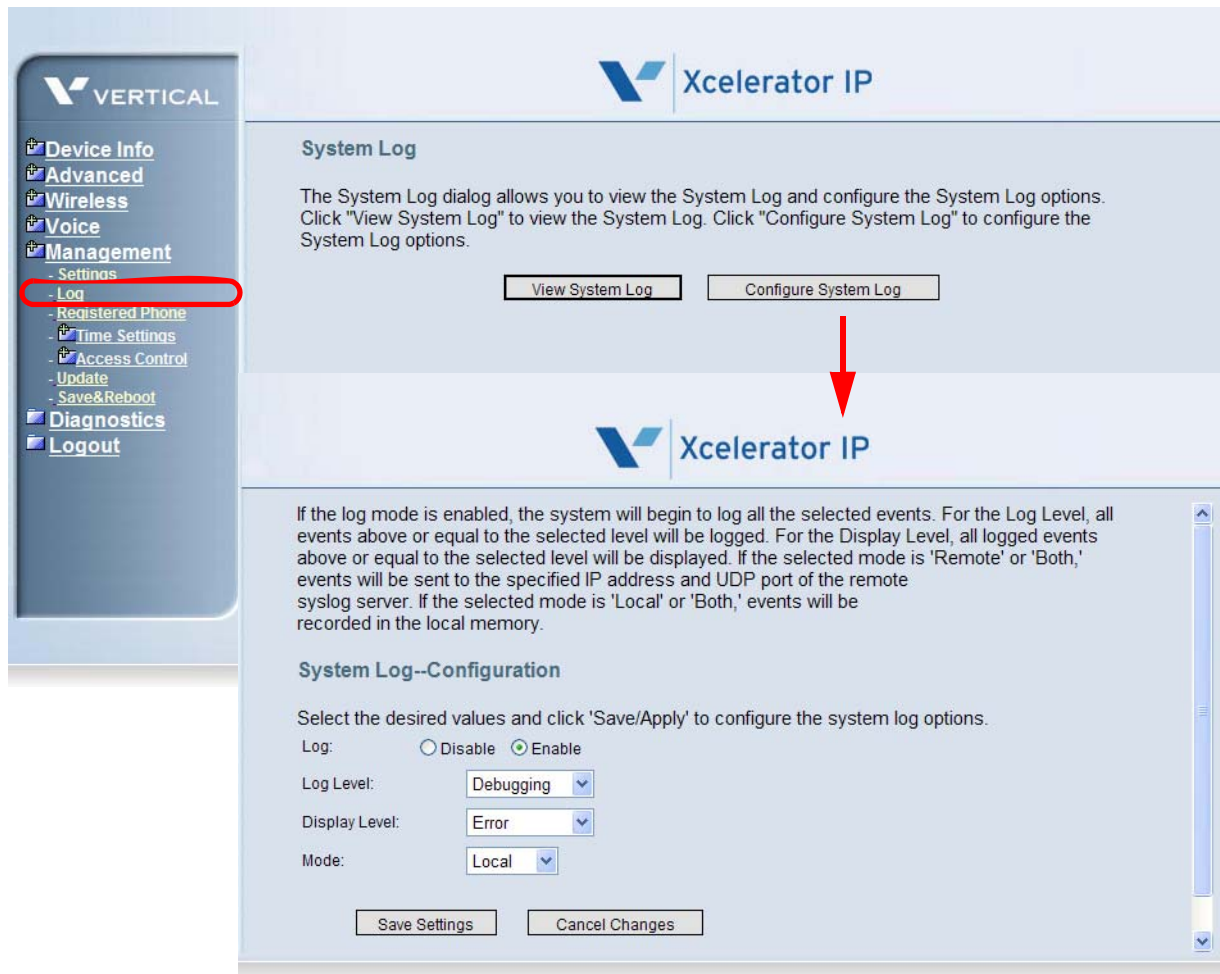 VERTICAL
Device Info
Advanced
Wireless
Voice
Management
- Settings
- Log
- Registered Phone
- Time Settings
- Access Control
- Update
- Save&Reboot
Diagnostics
Logout
Xcelerator IP
System Log
The System Log dialog allows you to view the System Log and configure the System Log options.
Click "View System Log" to view the System Log. Click "Configure System Log" to configure the
System Log options.
View System Log Configure System Log
Xcelerator IP
If the log mode is enabled, the system will begin to log all the selected events. For the Log Level, all
events above or equal to the selected level will be logged. For the Display Level, all logged events
above or equal to the selected level will be displayed. If the selected mode is 'Remote' or 'Both,'
events will be sent to the specified IP address and UDP port of the remote
syslog server. If the selected mode is 'Local' or 'Both,' events will be
recorded in the local memory.
System Log--Configuration
Select the desired values and click 'Save/Apply' to configure the system log options.
Log: Disable Enable
Log Level: Debugging
Display Level: Error
Mode: Local
Save Settings Cancel Changes